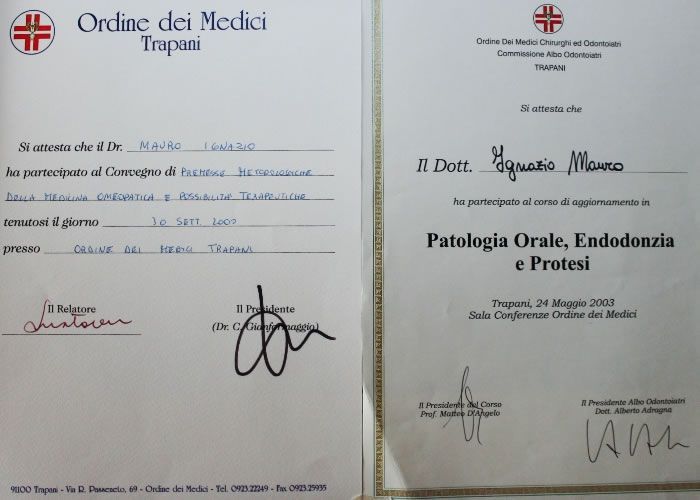 Ordine dei Medici
Trapani
Si attesta che il Dr. MAURO IGNAZIO
ha partecipato al Convegno di PREMESSE METODOLOGICHE
DELLA MEDICINA OMEOPATICA E POSSIBILITA' TERAPEUTICHE
tenutosi il giorno 30 SETT. 2000
presso ORDINE DEI MEDICI TRAPANI
Il Relatore
Il Presidente
(Dr. C. Gianformaggio)
91100 Trapani - Via R. Passeneto, 69 - Ordine dei Medici - Tel. 0923.22249 - Fax 0923.25935
Ordine Dei Medici Chirurghi ed Odontoiatri
Commissione Albo Odontoiatri
TRAPANI
Si attesta che
Il Dott. Ignazio Mauro
ha partecipato al corso di aggiornamento in
Patologia Orale, Endodonzia
e Protesi
Trapani, 24 Maggio 2003
Sala Conferenze Ordine dei Medici
Il Presidente del Corso
Prof. Matteo D'Angelo
Il Presidente Albo Odontoiatri
Dott. Alberto Adragna